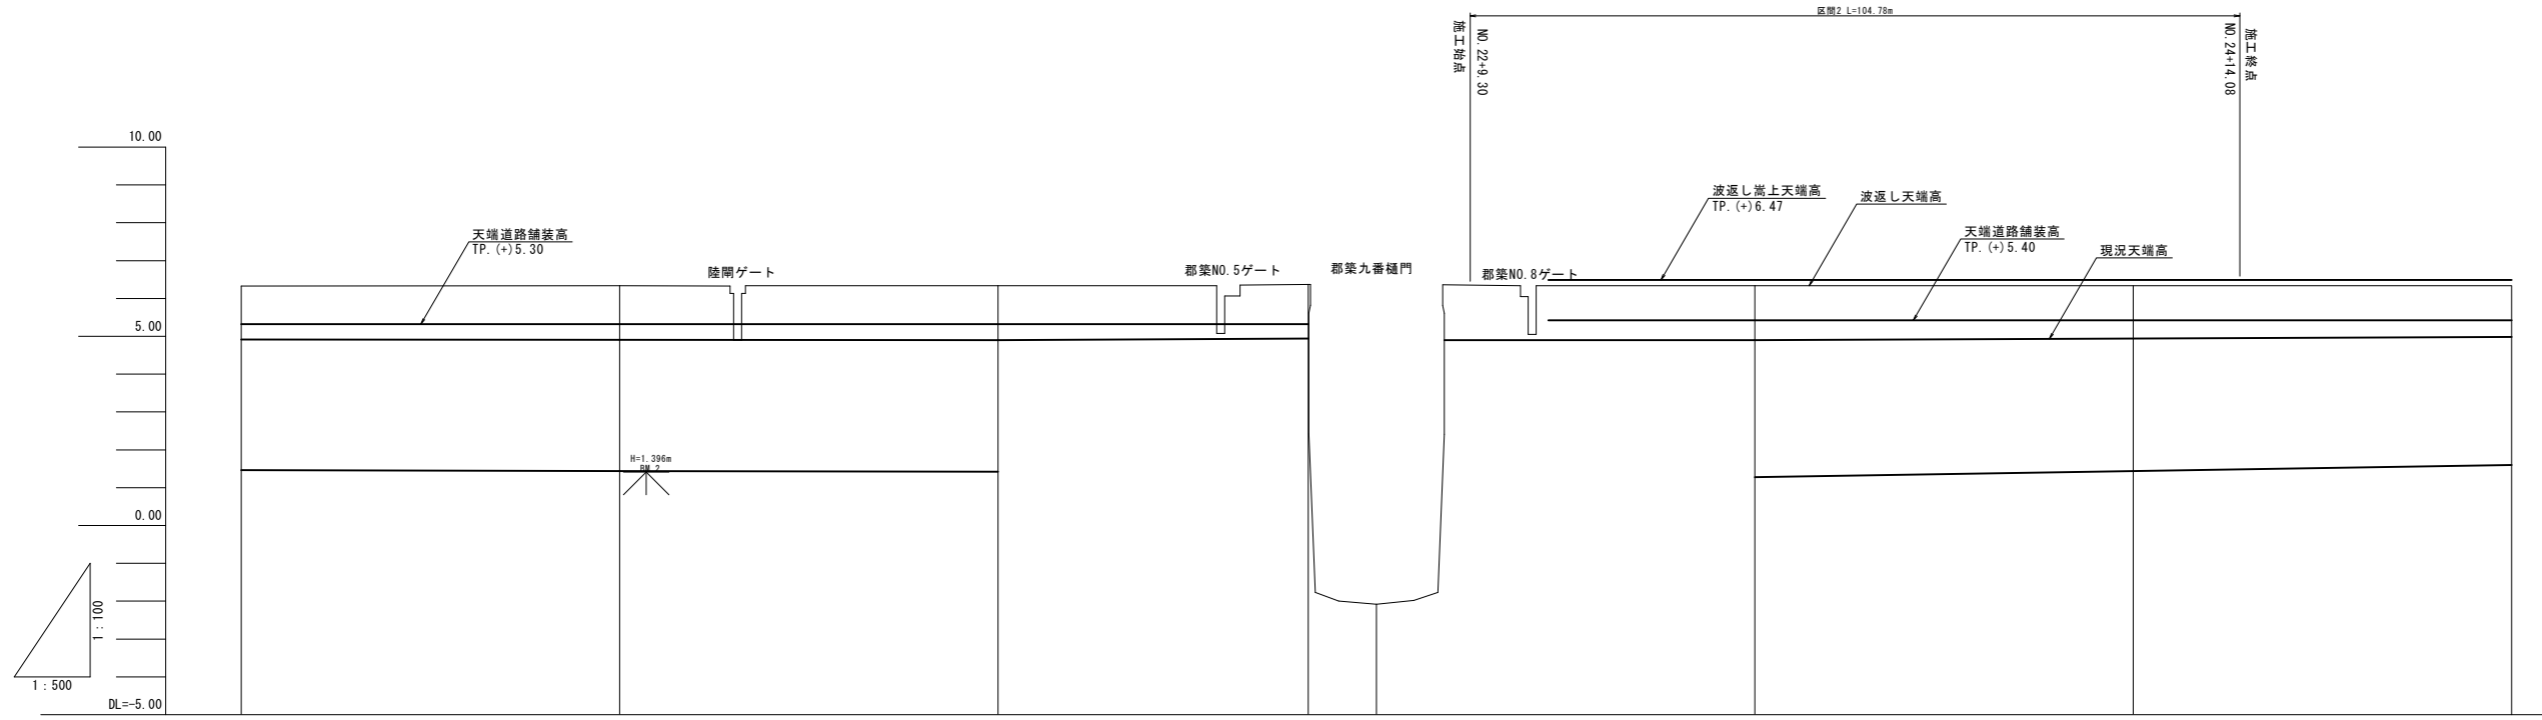 区間2 L=104.78m
施工始点
NO.22+9.30
NO.24+14.08
施工終点
10.00
5.00
0.00
DL=-5.00
1：100
1：500
天端道路舗装高
TP.(+)5.30
陸閘ゲート
H=1.396m
BM.2
郡築NO.5ゲート
郡築九番樋門
郡築NO.8ゲート
波返し嵩上天端高
TP.(+)6.47
波返し天端高
天端道路舗装高
TP.(+)5.40
現況天端高